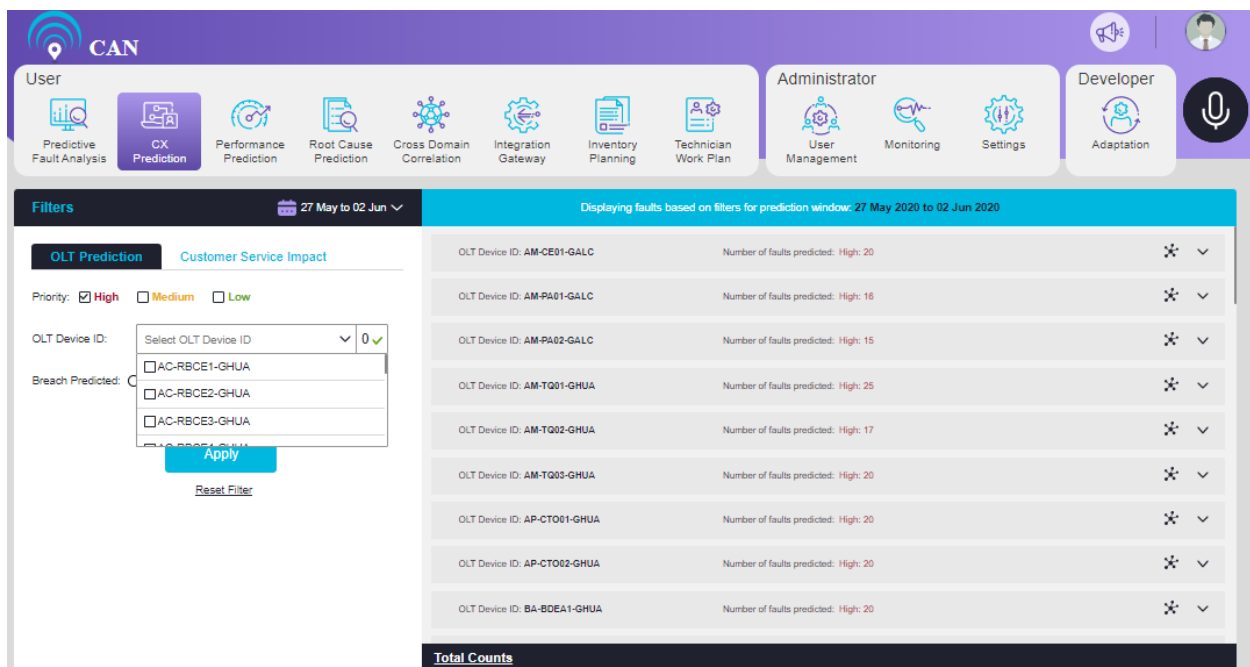 CAN
User
Administrator
Developer
Predictive
Fault Analysis
CX
Prediction
Performance
Prediction
Root Cause
Prediction
Cross Domain
Correlation
Integration
Gateway
Inventory
Planning
Technician
Work Plan
User
Management
Monitoring
Settings
Adaptation
Filters
27 May to 02 Jun
Displaying faults based on filters for prediction window: 27 May 2020 to 02 Jun 2020
OLT Prediction
Customer Service Impact
Priority: High Medium Low
OLT Device ID: Select OLT Device ID 0
AC-RBCE1-GHUA
Breach Predicted:
AC-RBCE2-GHUA
AC-RBCE3-GHUA
Apply
Reset Filter
OLT Device ID: AM-CE01-GALC Number of faults predicted: High: 20
OLT Device ID: AM-PA01-GALC Number of faults predicted: High: 16
OLT Device ID: AM-PA02-GALC Number of faults predicted: High: 15
OLT Device ID: AM-TQ01-GHUA Number of faults predicted: High: 25
OLT Device ID: AM-TQ02-GHUA Number of faults predicted: High: 17
OLT Device ID: AM-TQ03-GHUA Number of faults predicted: High: 20
OLT Device ID: AP-CTO01-GHUA Number of faults predicted: High: 20
OLT Device ID: AP-CTO02-GHUA Number of faults predicted: High: 20
OLT Device ID: BA-BDEA1-GHUA Number of faults predicted: High: 20
Total Counts